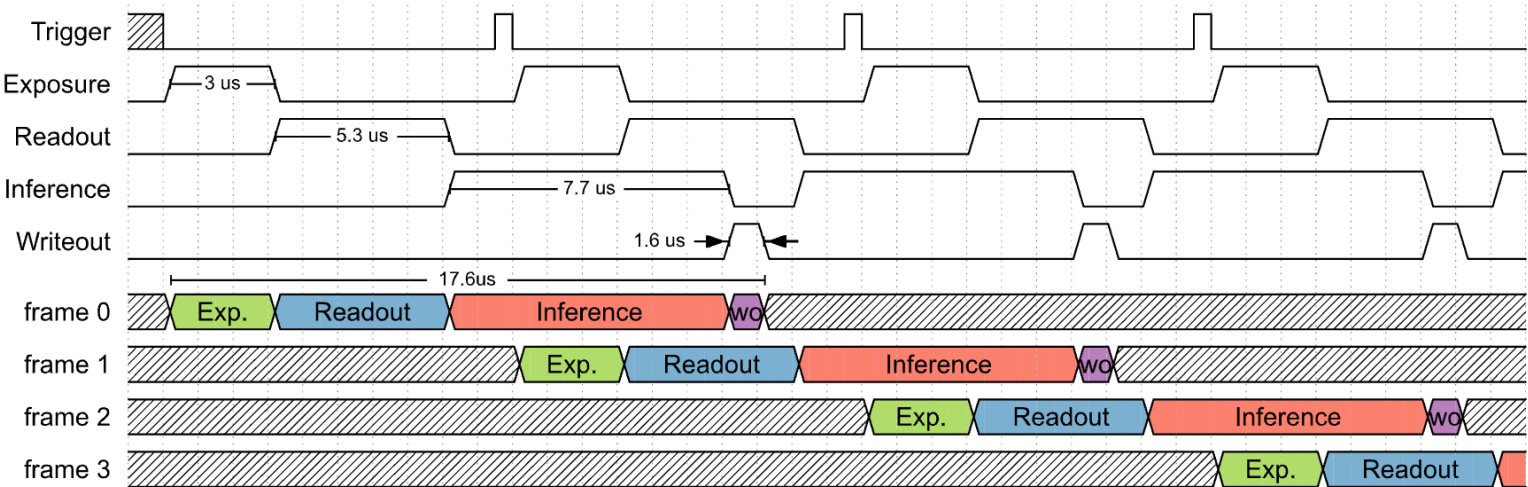 Trigger
Exposure 3 us
Readout 5.3 us
Inference 7.7 us
Writeout 1.6 us
17.6us
frame 0 Exp. Readout Inference wo
frame 1 Exp. Readout Inference wo
frame 2 Exp. Readout Inference wo
frame 3 Exp. Readout